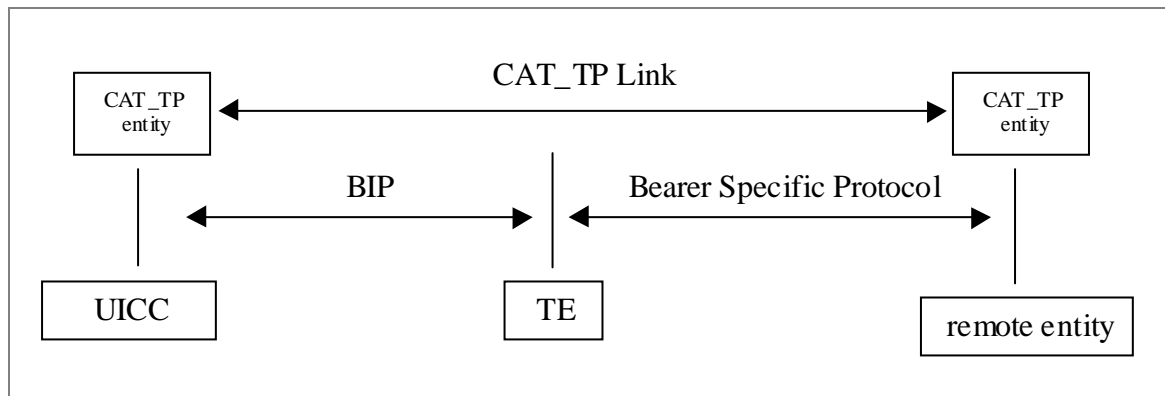 CAT_TP Link
CAT_TP
entity
CAT_TP
entity
BIP
Bearer Specific Protocol
UICC
TE
remote entity